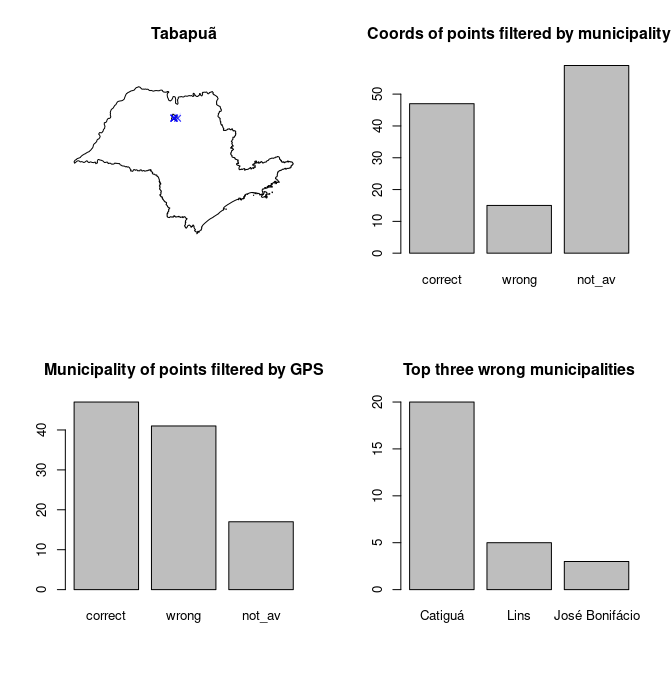 Tabapuã
Coords of points filtered by municipality
50
40
30
20
10
0
correct wrong not_av
Municipality of points filtered by GPS
40
30
20
10
0
correct wrong not_av
Top three wrong municipalities
20
15
10
5
0
Catiguá Lins José Bonifácio